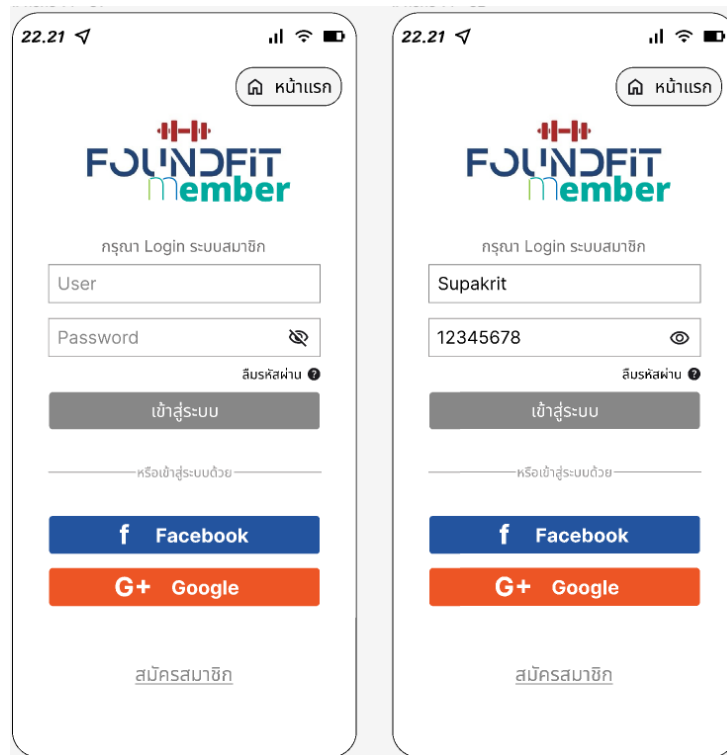 22.21
หน้าแรก
FOUNDFiT
member
กรุณา Login ระบบสมาชิก
User
Password
ลืมรหัสผ่าน ?
เข้าสู่ระบบ
หรือเข้าสู่ระบบด้วย
f Facebook
G+ Google
สมัครสมาชิก
22.21
หน้าแรก
FOUNDFiT
member
กรุณา Login ระบบสมาชิก
Supakrit
12345678
ลืมรหัสผ่าน ?
เข้าสู่ระบบ
หรือเข้าสู่ระบบด้วย
f Facebook
G+ Google
สมัครสมาชิก